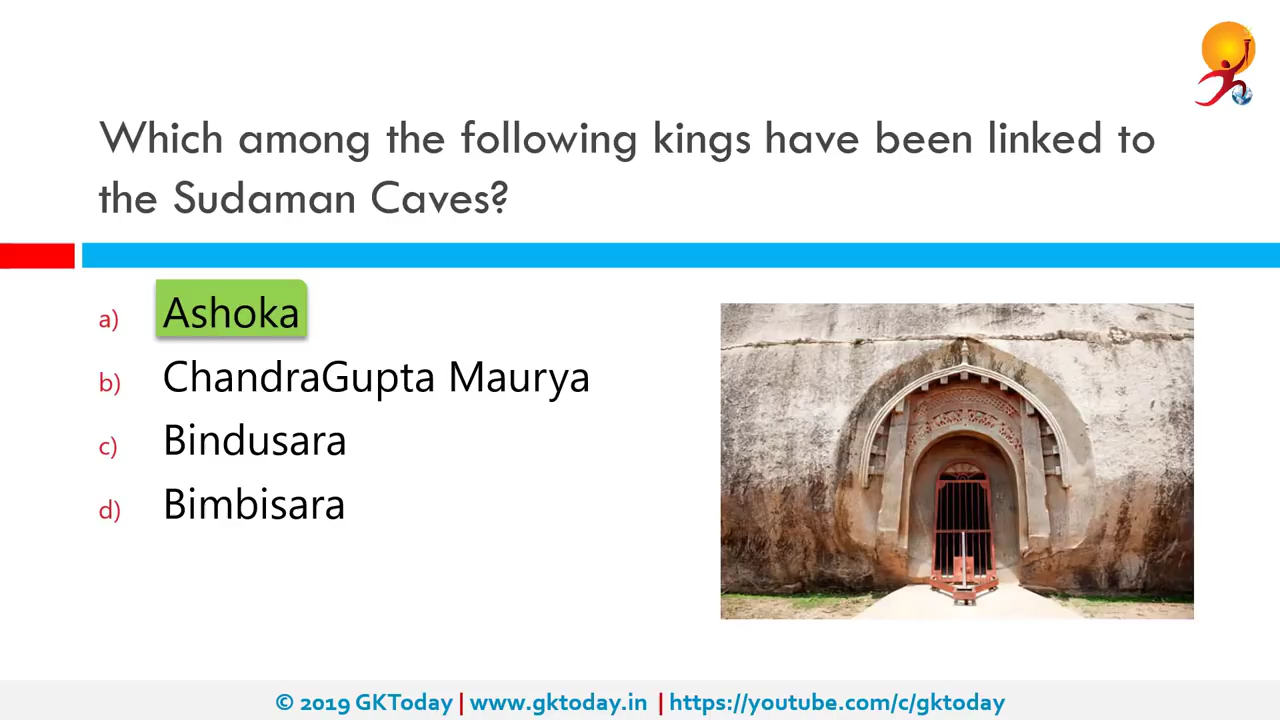 Which among the following kings have been linked to
the Sudaman Caves?
a) Ashoka
b) ChandraGupta Maurya
c) Bindusara
d) Bimbisara
© 2019 GKToday | www.gktoday.in | https://youtube.com/c/gktoday